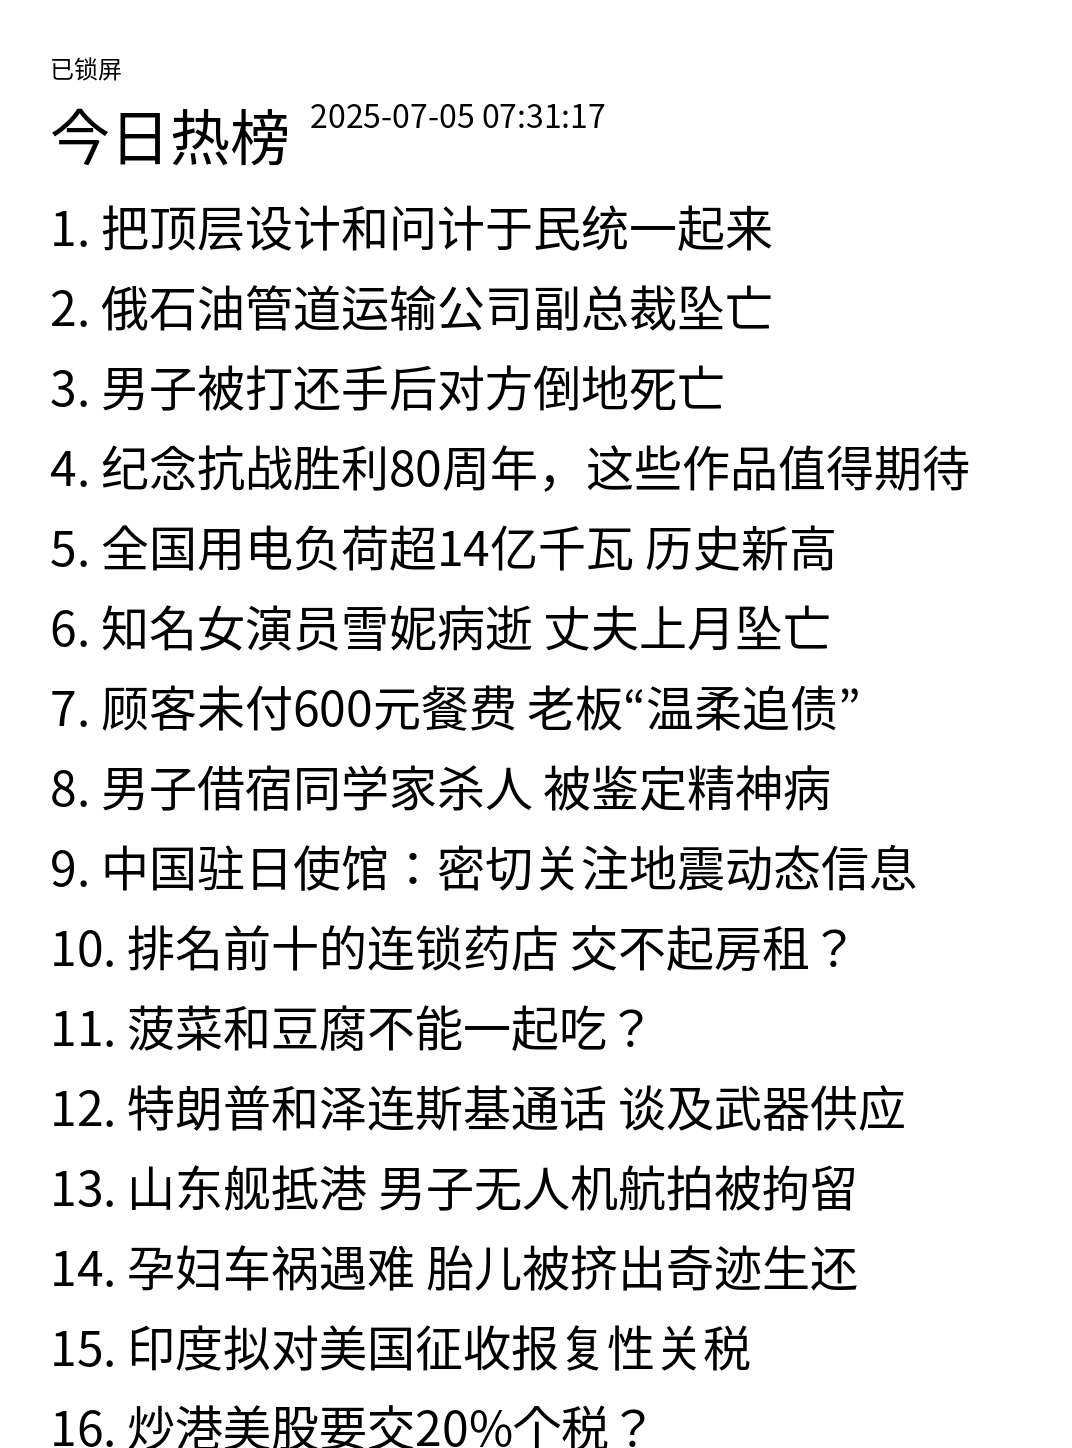 已锁屏
今日热榜 2025-07-05 07:31:17
1. 把顶层设计和问计于民统一起来
2. 俄石油管道运输公司副总裁坠亡
3. 男子被打还手后对方倒地死亡
4. 纪念抗战胜利80周年，这些作品值得期待
5. 全国用电负荷超14亿千瓦 历史新高
6. 知名女演员雪妮病逝 丈夫上月坠亡
7. 顾客未付600元餐费 老板“温柔追债”
8. 男子借宿同学家杀人 被鉴定精神病
9. 中国驻日使馆：密切关注地震动态信息
10. 排名前十的连锁药店 交不起房租？
11. 菠菜和豆腐不能一起吃？
12. 特朗普和泽连斯基通话 谈及武器供应
13. 山东舰抵港 男子无人机航拍被拘留
14. 孕妇车祸遇难 胎儿被挤出奇迹生还
15. 印度拟对美国征收报复性关税
16. 炒港美股要交20%个税？